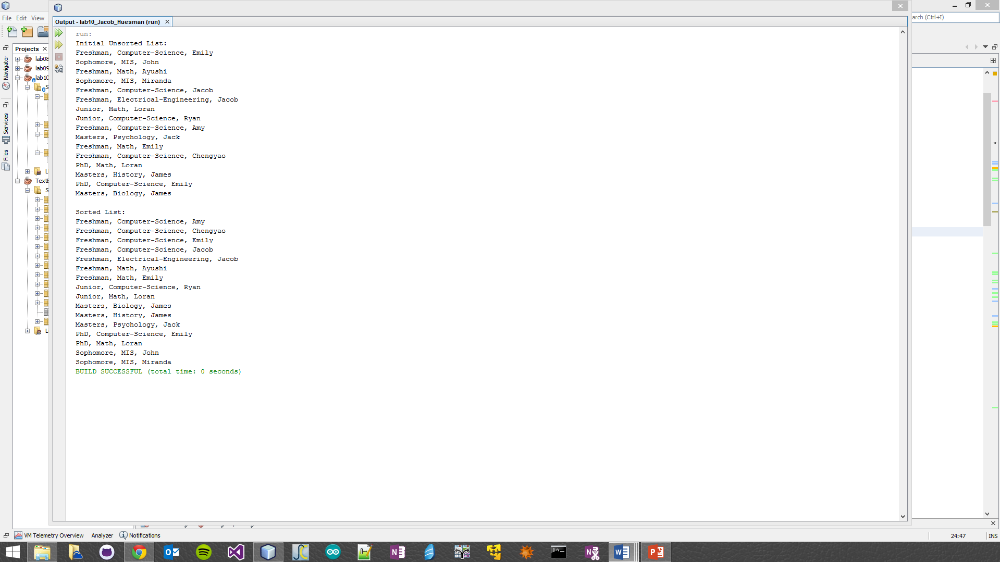 File Edit View
arch (Ctrl+I)
Output - lab10_Jacob_Huesman (run)
Projects
Navigator
Services
Files
lab08
lab09
lab10
S
L
TextE
S
L
run:
Initial Unsorted List:
Freshman, Computer-Science, Emily
Sophomore, MIS, John
Freshman, Math, Ayushi
Sophomore, MIS, Miranda
Freshman, Computer-Science, Jacob
Freshman, Electrical-Engineering, Jacob
Junior, Math, Loran
Junior, Computer-Science, Ryan
Freshman, Computer-Science, Amy
Masters, Psychology, Jack
Freshman, Math, Emily
Freshman, Computer-Science, Chengyao
PhD, Math, Loran
Masters, History, James
PhD, Computer-Science, Emily
Masters, Biology, James
Sorted List:
Freshman, Computer-Science, Amy
Freshman, Computer-Science, Chengyao
Freshman, Computer-Science, Emily
Freshman, Computer-Science, Jacob
Freshman, Electrical-Engineering, Jacob
Freshman, Math, Ayushi
Freshman, Math, Emily
Junior, Computer-Science, Ryan
Junior, Math, Loran
Masters, Biology, James
Masters, History, James
Masters, Psychology, Jack
PhD, Computer-Science, Emily
PhD, Math, Loran
Sophomore, MIS, John
Sophomore, MIS, Miranda
BUILD SUCCESSFUL (total time: 0 seconds)
VM Telemetry Overview Analyzer Notifications
24:47 INS